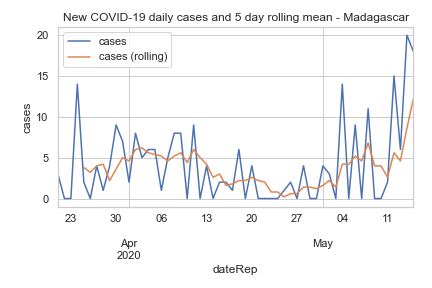 New COVID-19 daily cases and 5 day rolling mean - Madagascar
cases
cases (rolling)
cases
20
15
10
5
0
23
30
06
13
20
27
04
11
Apr
2020
May
dateRep